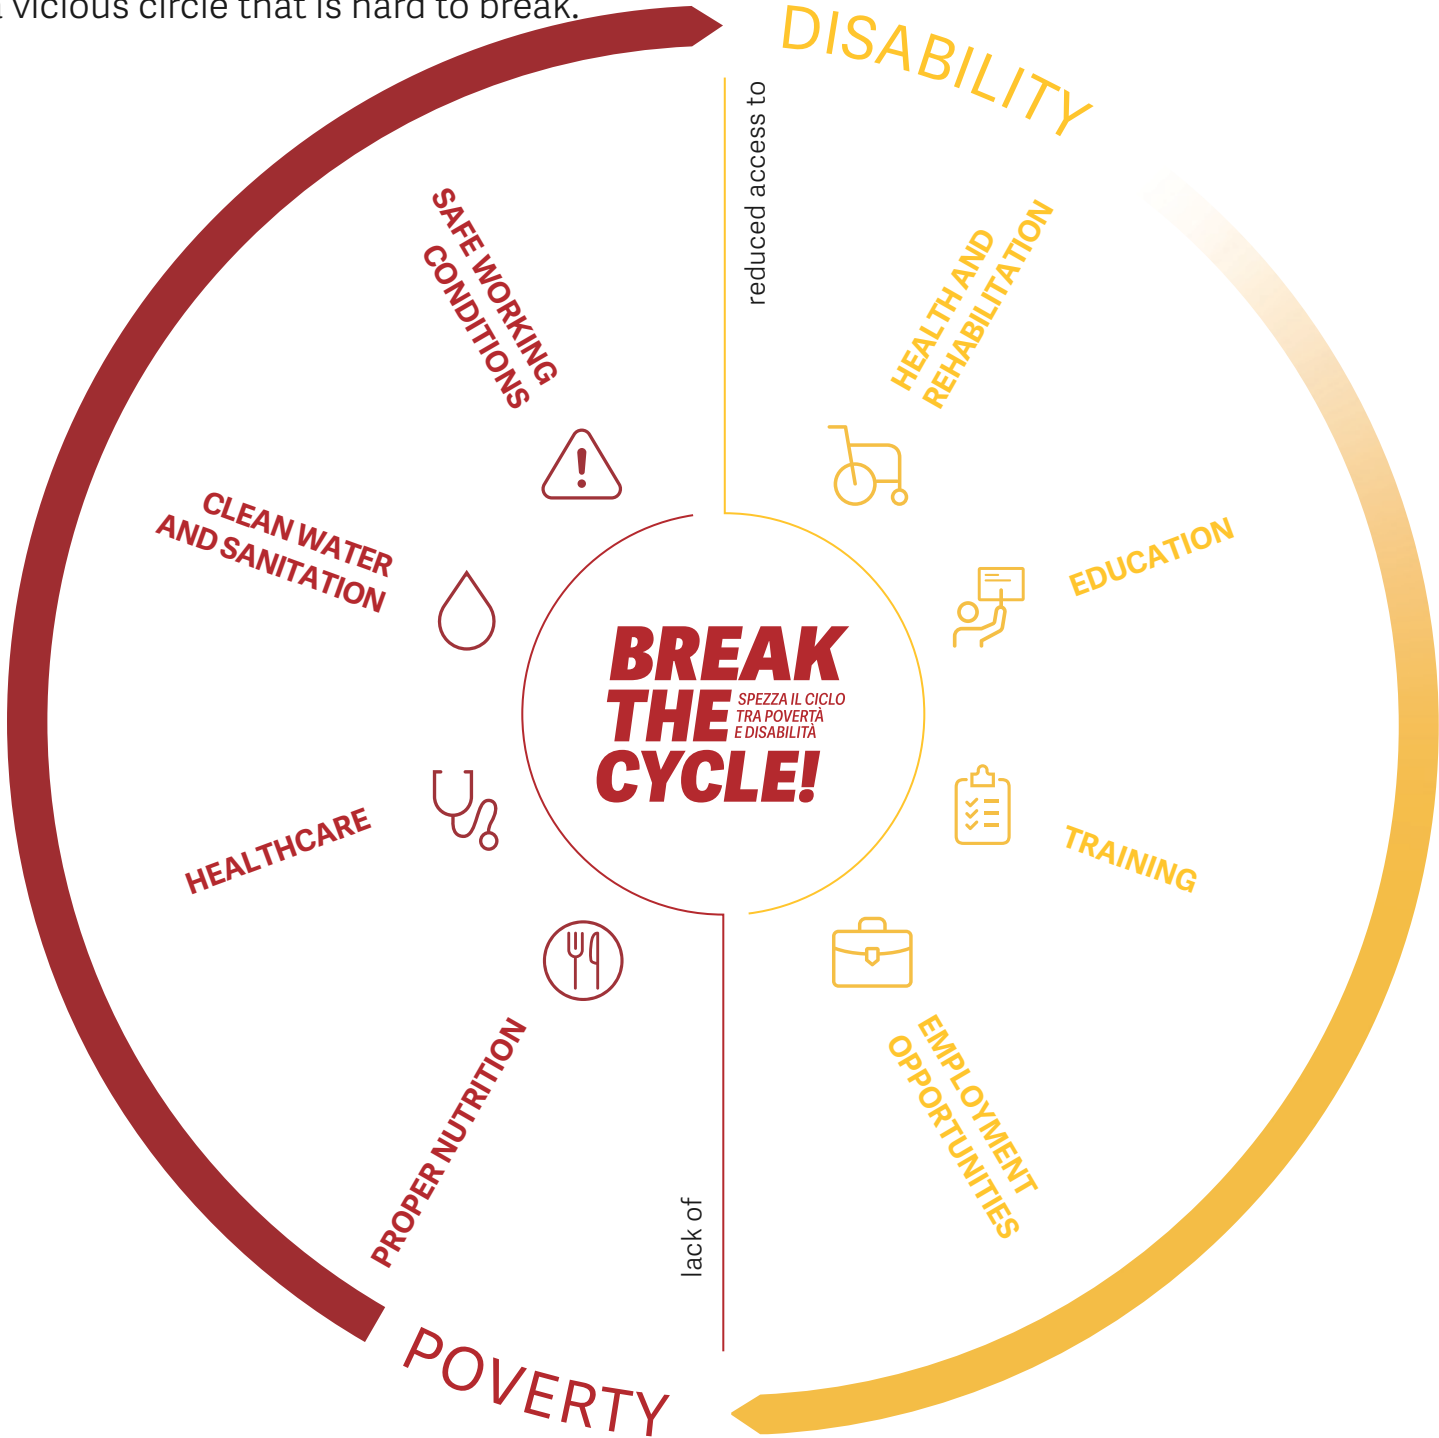 vicious circle that is hard to break.
DISABILITY
reduced access to
HEALTH AND
REHABILITATION
EDUCATION
TRAINING
EMPLOYMENT
OPPORTUNITIES
POVERTY
lack of
PROPER NUTRITION
HEALTHCARE
CLEAN WATER
AND SANITATION
SAFE WORKING
CONDITIONS
BREAK
THE
CYCLE!
SPEZZA IL CICLO
TRA POVERTÀ
E DISABILITÀ